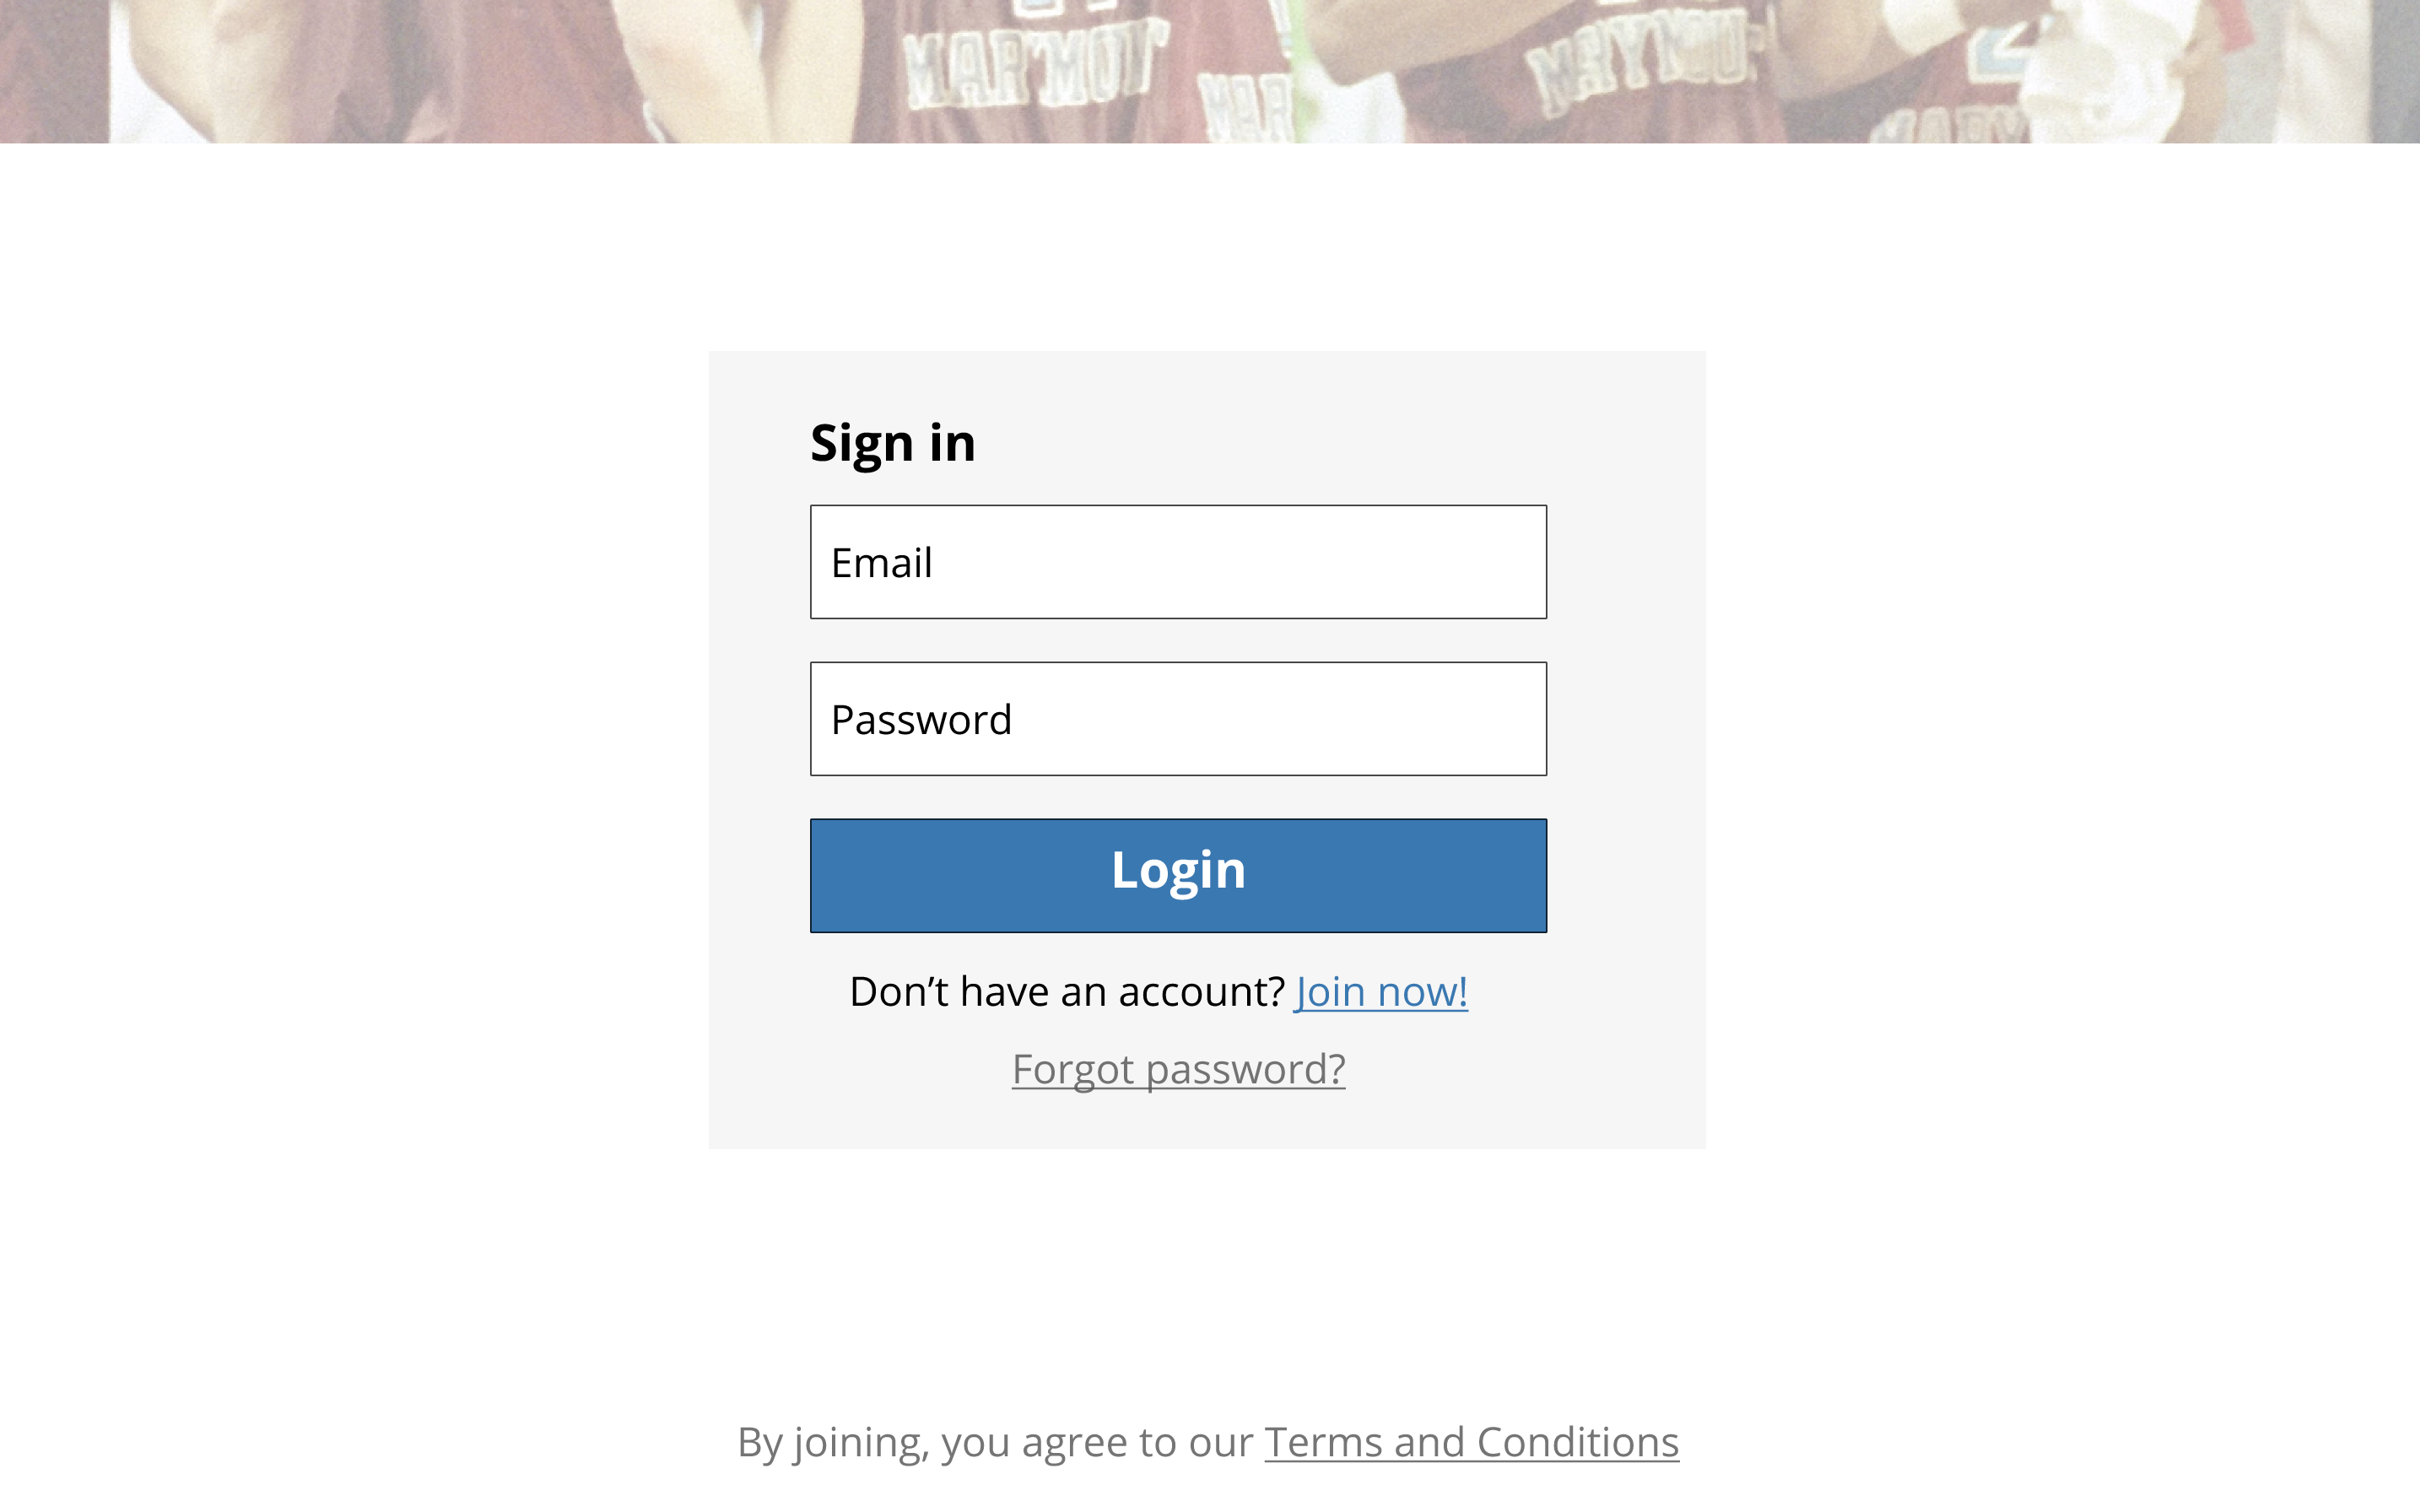 Sign in
Email
Password
Login
Don’t have an account? Join now!
Forgot password?
By joining, you agree to our Terms and Conditions